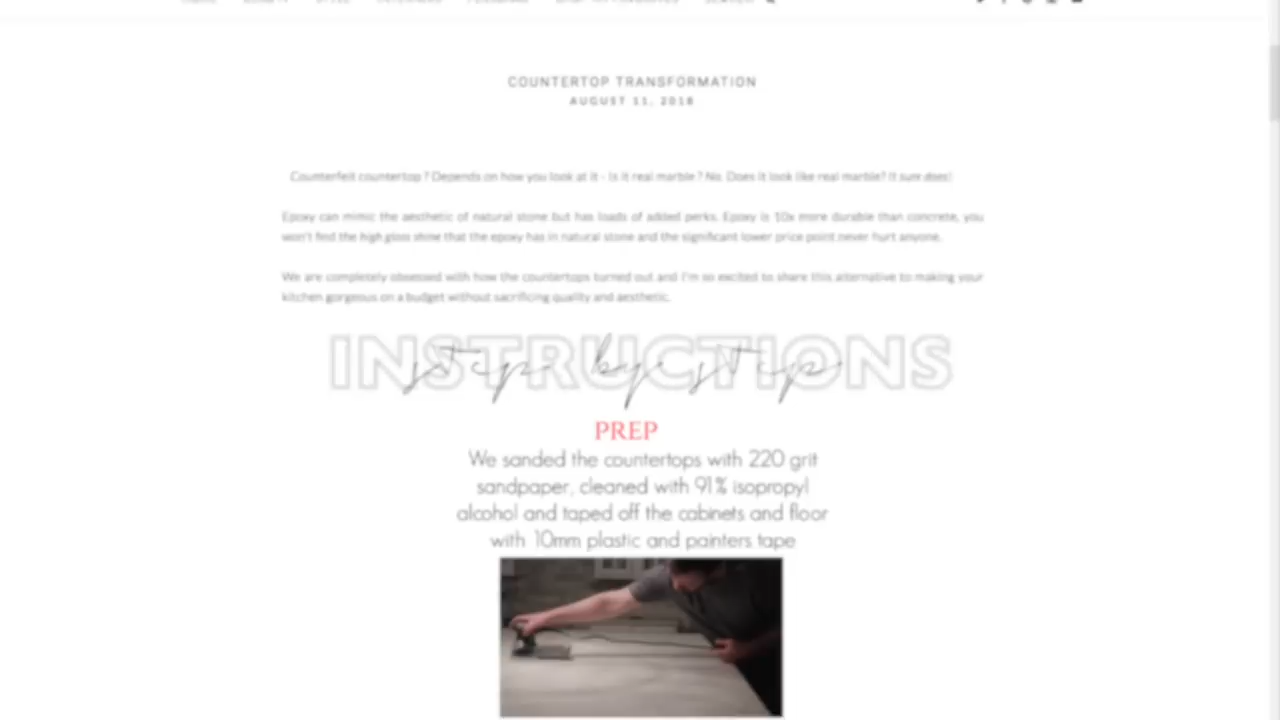 COUNTERTOP TRANSFORMATION
AUGUST 11, 2018
Counterfeit countertop? Depends on how you look at it - Is it real marble? No. Does it look like real marble? It sure does!
Epoxy can mimic the aesthetic of natural stone but has loads of added perks. Epoxy is 10x more durable than concrete, you
won't find the high gloss shine that the epoxy has in natural stone and the significant lower price point never hurt anyone.
We are completely obsessed with how the countertops turned out and I'm so excited to share this alternative to making your
kitchen gorgeous on a budget without sacrificing quality and aesthetic.
INSTRUCTIONS
step by step
PREP
We sanded the countertops with 220 grit
sandpaper, cleaned with 91% isopropyl
alcohol and taped off the cabinets and floor
with 10mm plastic and painters tape